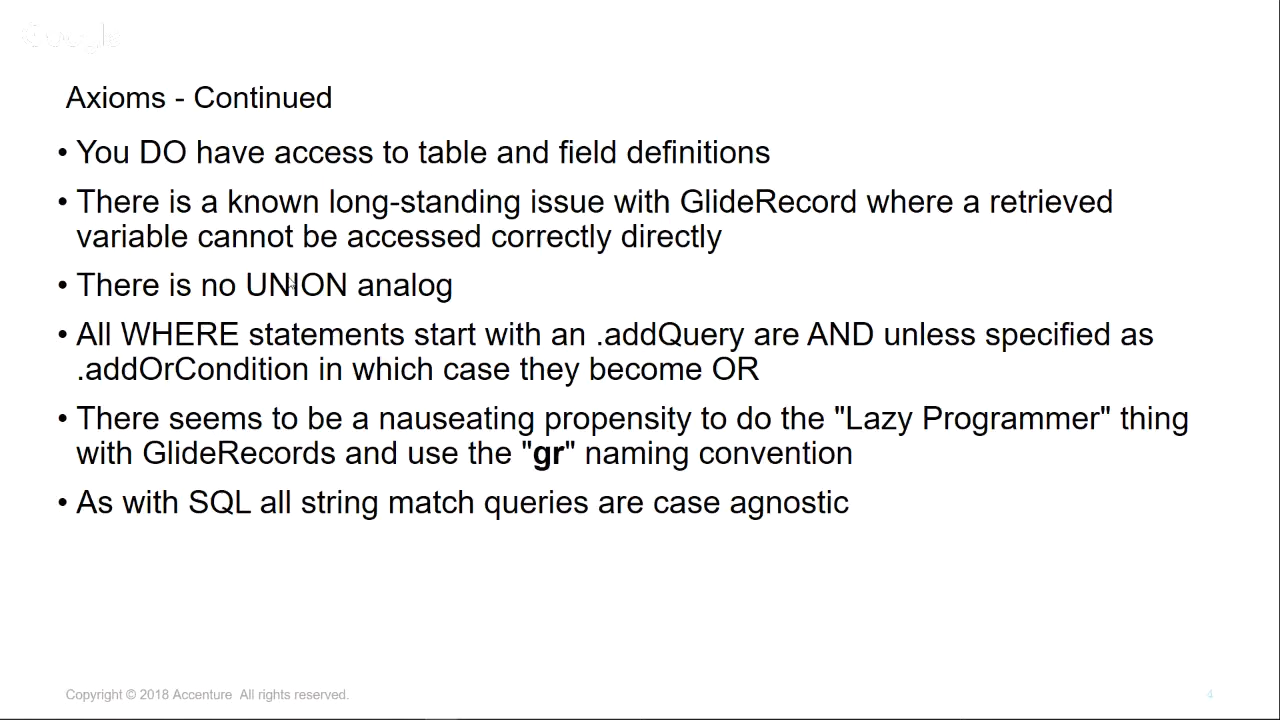 Axioms - Continued
• You DO have access to table and field definitions
• There is a known long-standing issue with GlideRecord where a retrieved
variable cannot be accessed correctly directly
• There is no UNION analog
• All WHERE statements start with an .addQuery are AND unless specified as
.addOrCondition in which case they become OR
• There seems to be a nauseating propensity to do the "Lazy Programmer" thing
with GlideRecords and use the "gr" naming convention
• As with SQL all string match queries are case agnostic
Copyright © 2018 Accenture All rights reserved.
4